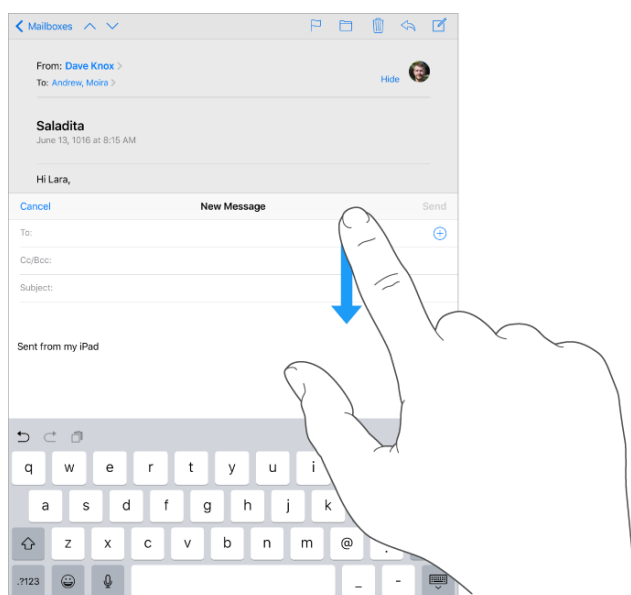 Mailboxes
From: Dave Knox
To: Andrew, Moira
Hide
Saladita
June 13, 1016 at 8:15 AM
Hi Lara,
Cancel New Message Send
To:
Cc/Bcc:
Subject:
Sent from my iPad
q w e r t y u i
a s d f g h j k
z x c v b n m @ .
.?123 _ -